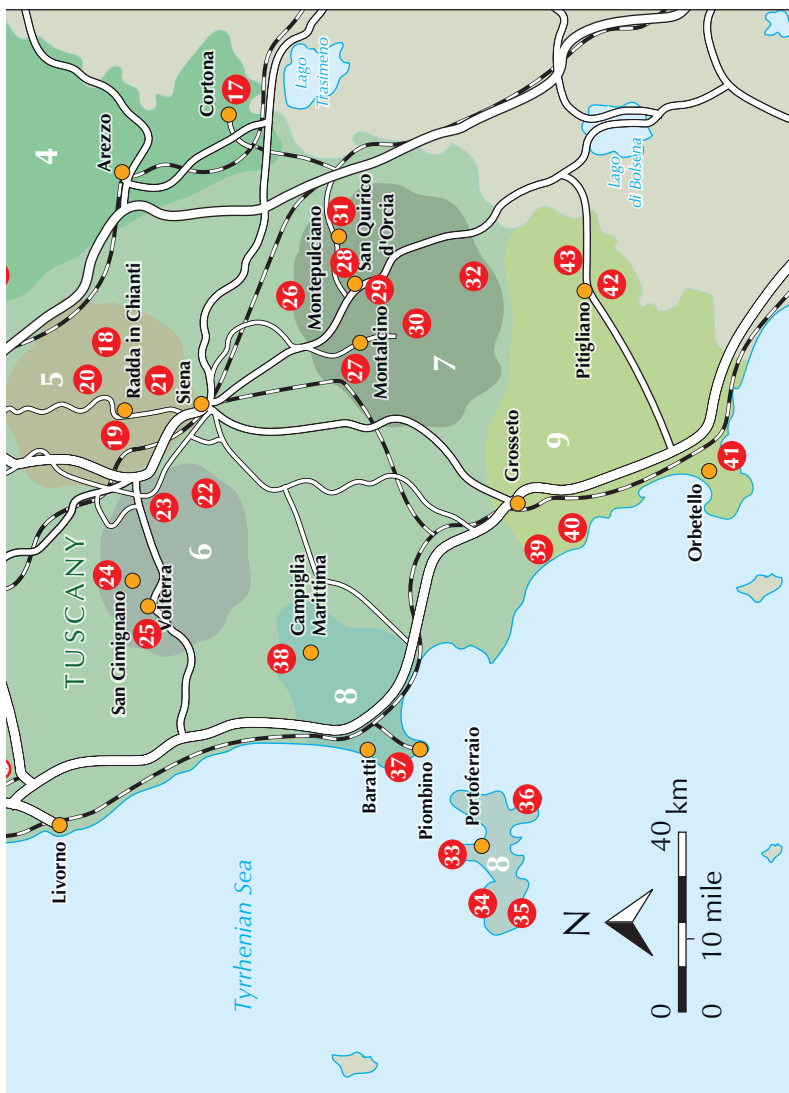 TUSCANY
4
Arezzo
Cortona
17
Lago
Trasimeno
5
18
20
Radda in Chianti
21
19
Siena
Livorno
24
San Gimignano
23
22
25
Volterra
6
38
Campiglia
Marittima
8
26
Montepulciano
31
28
San Quirico
d'Orcia
29
27
Montalcino
30
32
7
Baratti
37
Piombino
Tyrrhenian Sea
33
Portoferraio
34
8
35
36
Grosseto
9
39
40
43
Pitigliano
42
Lago
di Bolsena
Orbetello
41
N
0
40
km
0
10 mile